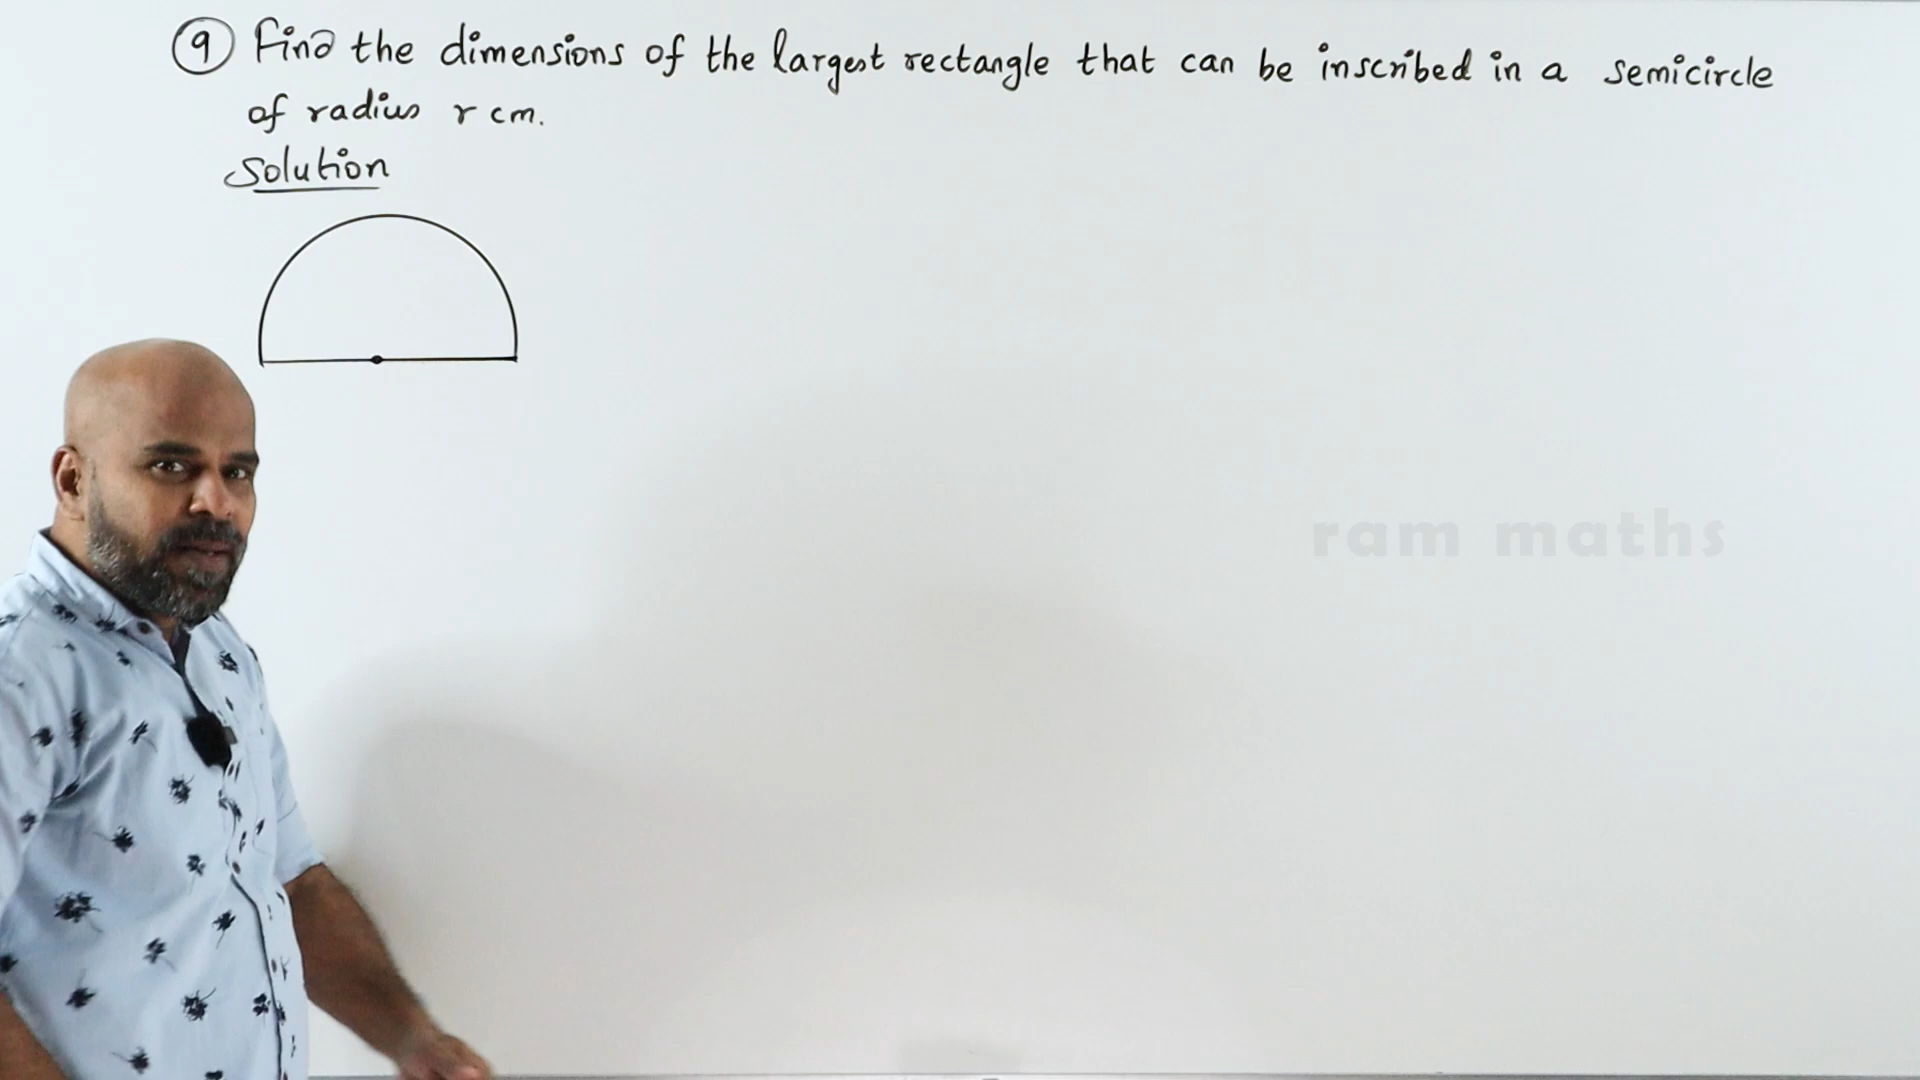 9 Find the dimensions of the largest rectangle that can be inscribed in a semicircle
of radius r cm.
Solution
ram maths